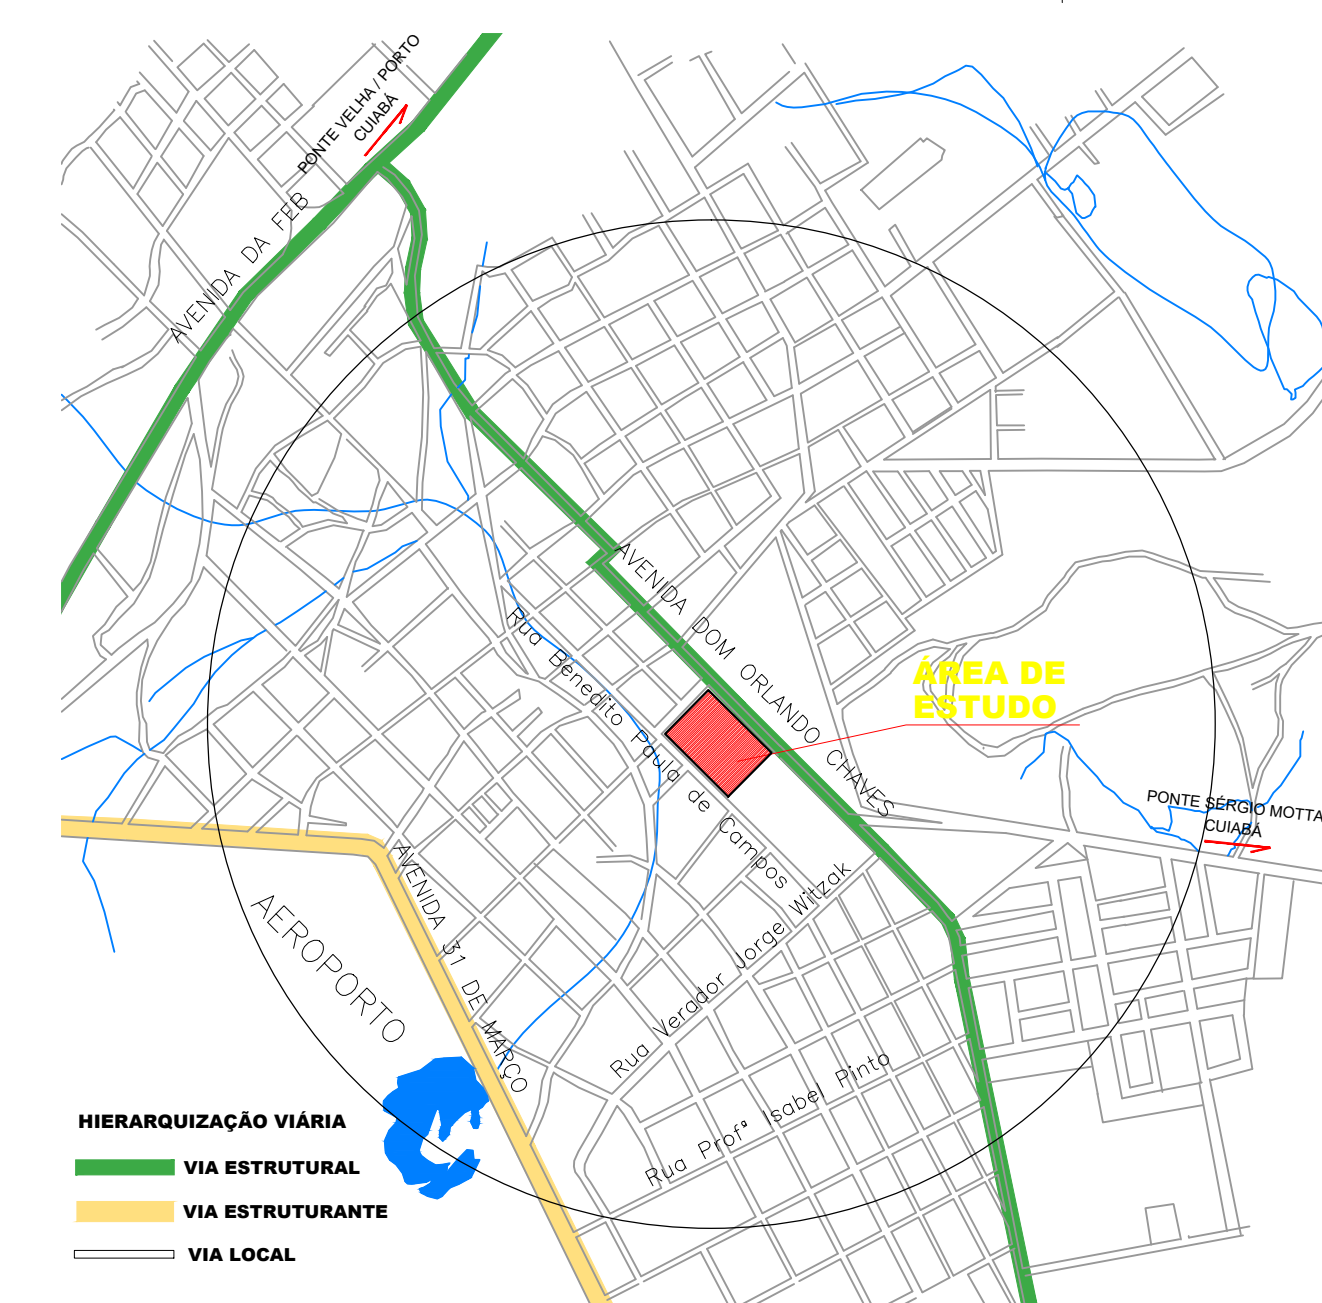 PONTE VELHA / PORTO
CUIABÁ
AVENIDA DA FEB
AVENIDA DOM ORLANDO CHAVES
Rua Benedito Paula de Campos
ÁREA DE
ESTUDO
PONTE SÉRGIO MOTTA
CUIABÁ
AVENIDA 31 DE MARÇO
AEROPORTO
Rua Verador Jorge Witzak
Rua Profª Isabel Pinto
HIERARQUIZAÇÃO VIÁRIA
VIA ESTRUTURAL
VIA ESTRUTURANTE
VIA LOCAL